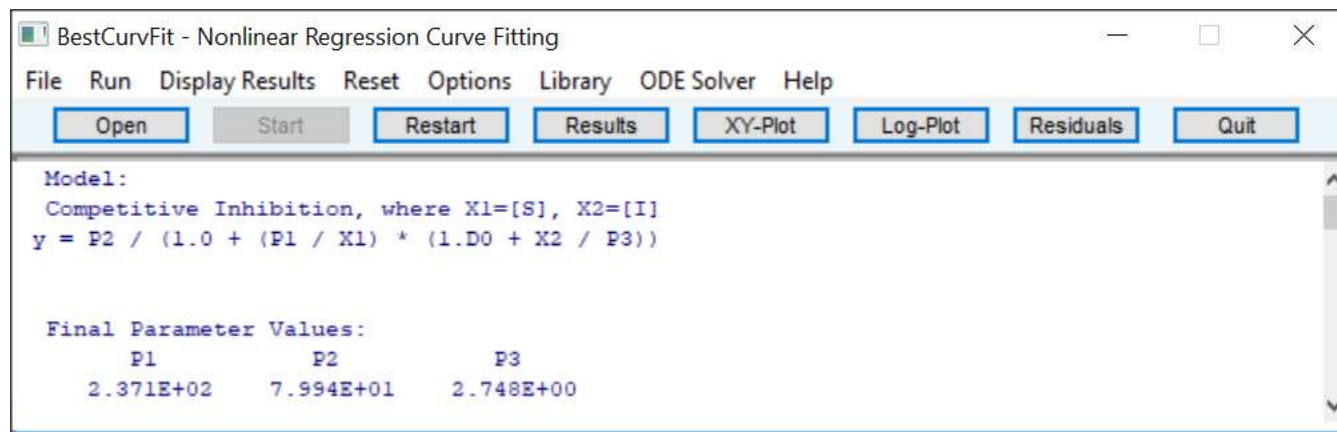 BestCurvFit - Nonlinear Regression Curve Fitting
File Run Display Results Reset Options Library ODE Solver Help
Open Start Restart Results XY-Plot Log-Plot Residuals Quit
Model:
Competitive Inhibition, where X1=[S], X2=[I]
y = P2 / (1.0 + (P1 / X1) * (1.D0 + X2 / P3))
Final Parameter Values:
P1 P2 P3
2.371E+02 7.994E+01 2.748E+00